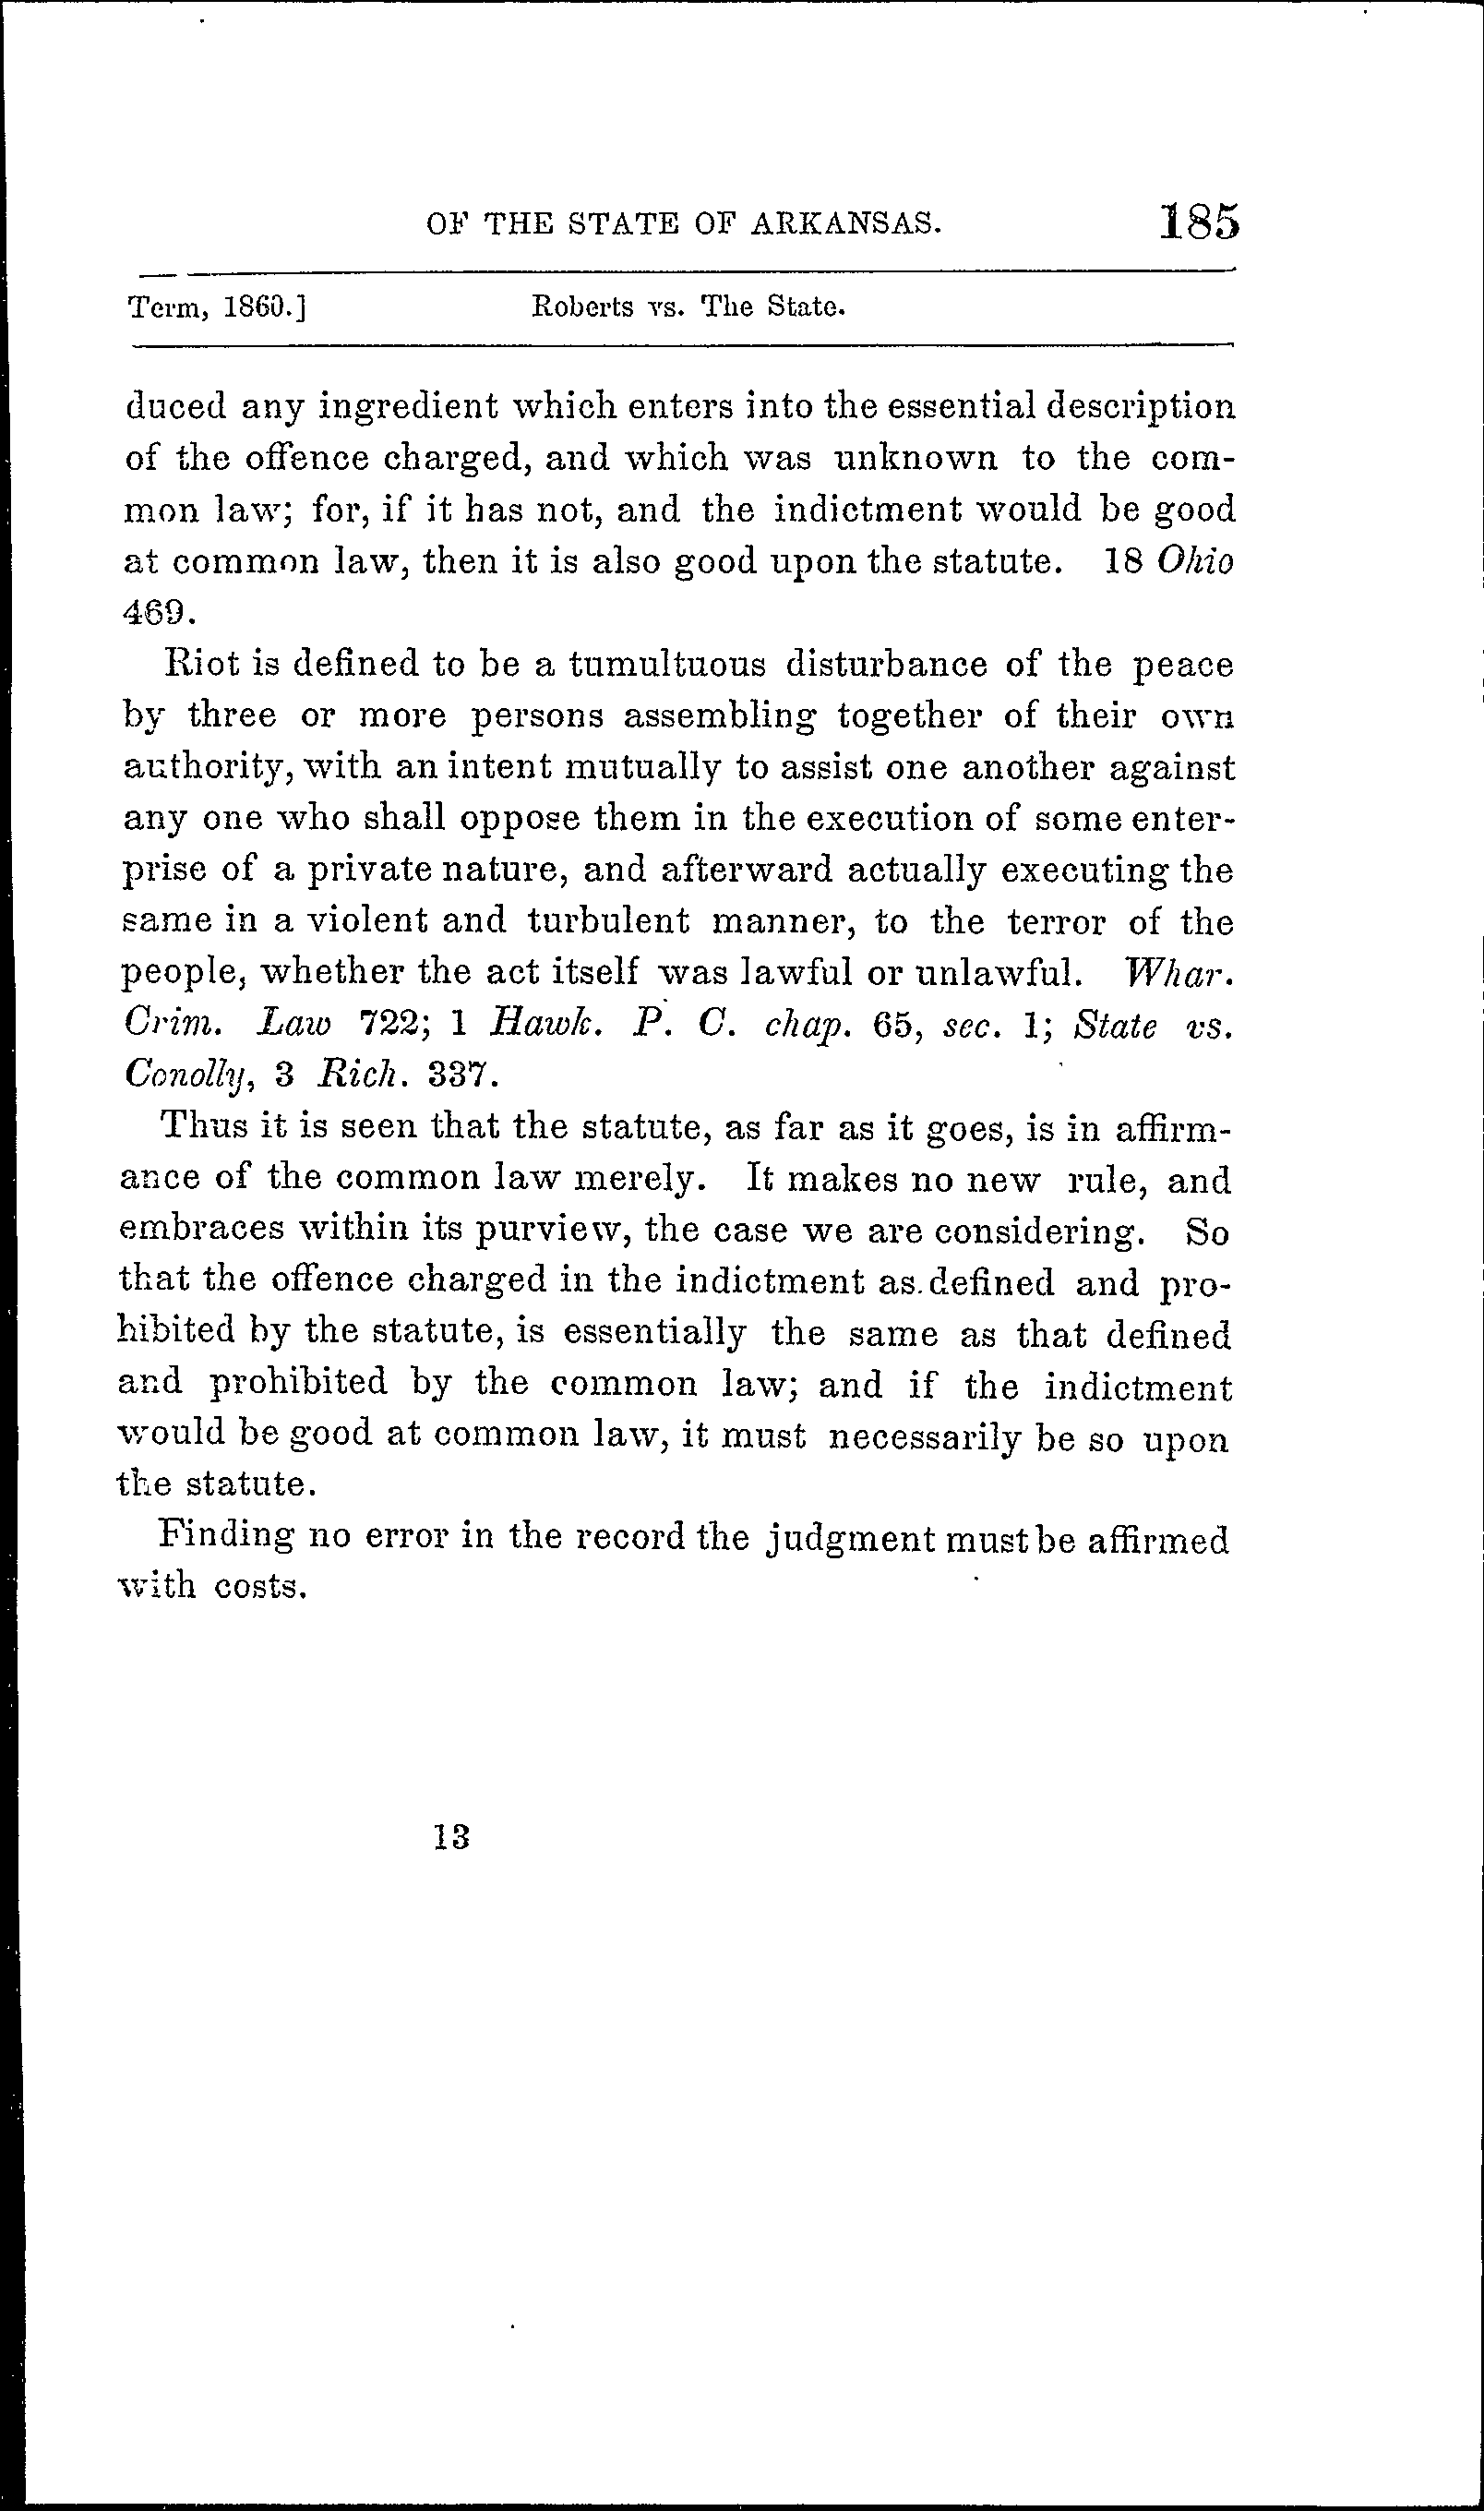 OF THE STATE OF ARKANSAS. 185
Term, 1860.] Roberts vs. The State.
duced any ingredient which enters into the essential description
of the offence charged, and which was unknown to the com-
mon law; for, if it has not, and the indictment would be good
at common law, then it is also good upon the statute. 18 Ohio
469.
Riot is defined to be a tumultuous disturbance of the peace
by three or more persons assembling together of their own
authority, with an intent mutually to assist one another against
any one who shall oppose them in the execution of some enter-
prise of a private nature, and afterward actually executing the
same in a violent and turbulent manner, to the terror of the
people, whether the act itself was lawful or unlawful. Whar.
Crim. Law 722; 1 Hawk. P. C. chap. 65, sec. 1; State vs.
Conolly, 3 Rich. 337.
Thus it is seen that the statute, as far as it goes, is in affirm-
ance of the common law merely. It makes no new rule, and
embraces within its purview, the case we are considering. So
that the offence charged in the indictment as defined and pro-
hibited by the statute, is essentially the same as that defined
and prohibited by the common law; and if the indictment
would be good at common law, it must necessarily be so upon
the statute.
Finding no error in the record the judgment must be affirmed
with costs.
13